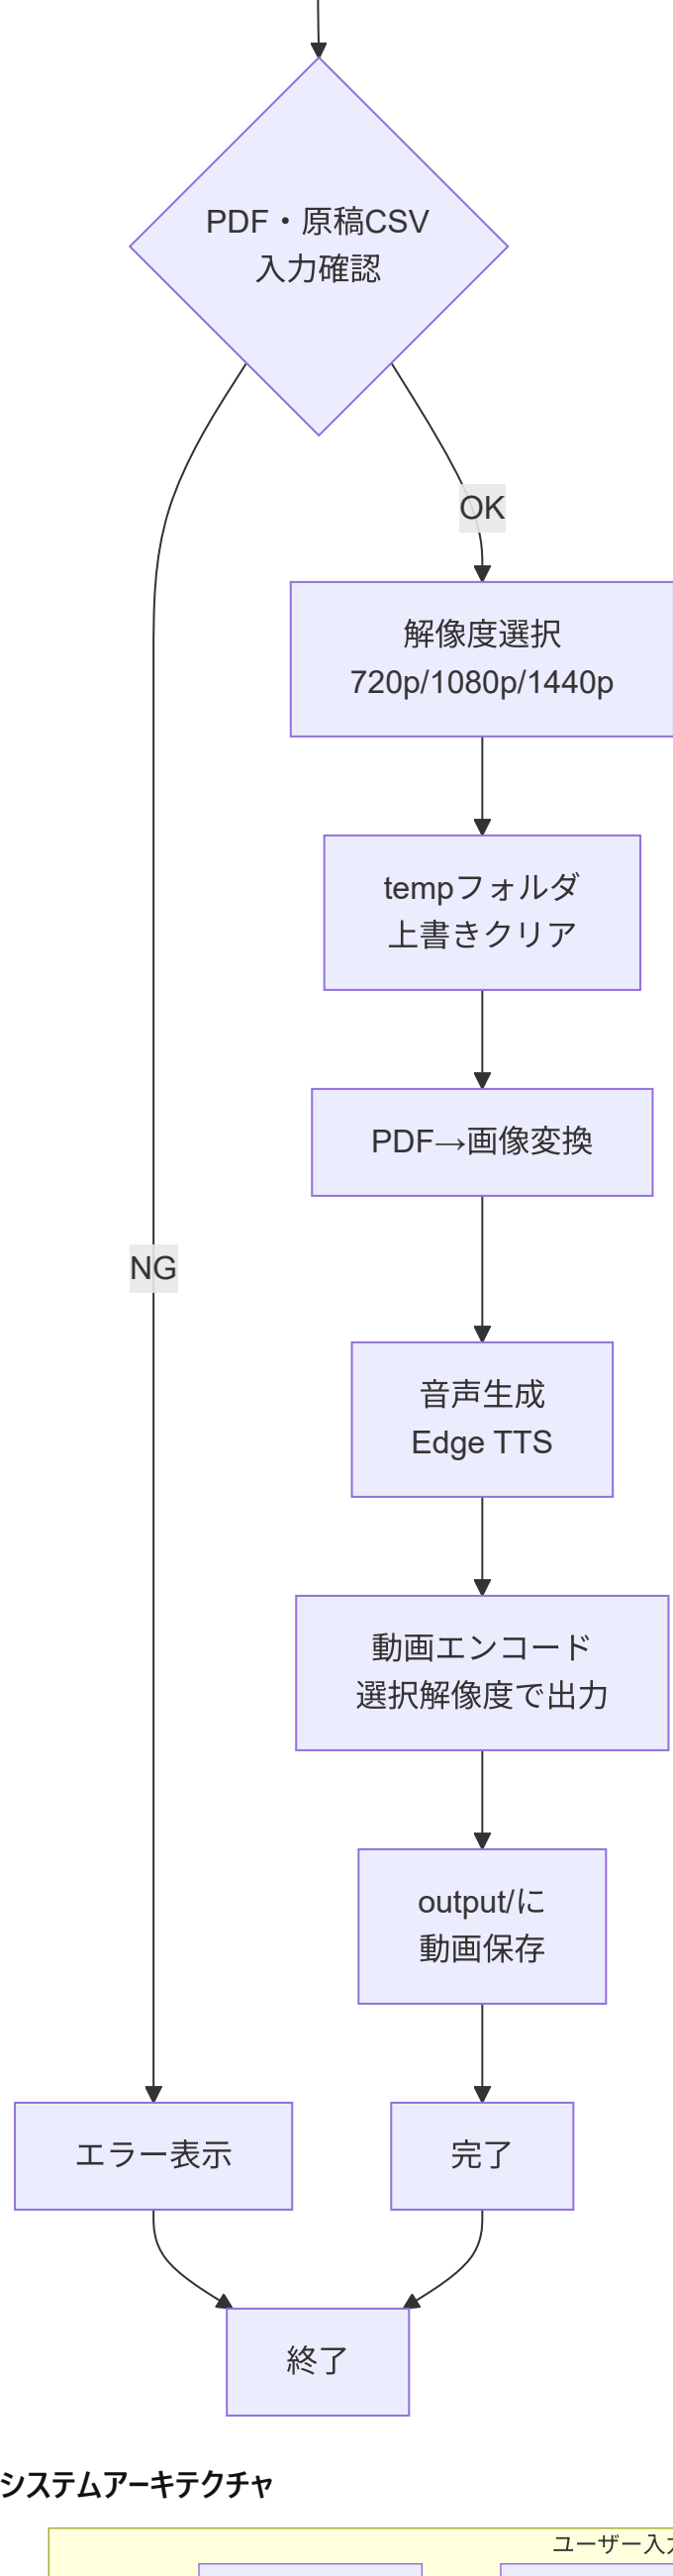 PDF・原稿CSV
入力確認
OK
解像度選択
720p/1080p/1440p
tempフォルダ
上書きクリア
PDF→画像変換
NG
音声生成
Edge TTS
動画エンコード
選択解像度で出力
output/に
動画保存
エラー表示
完了
終了
システムアーキテクチャ
ユーザー入